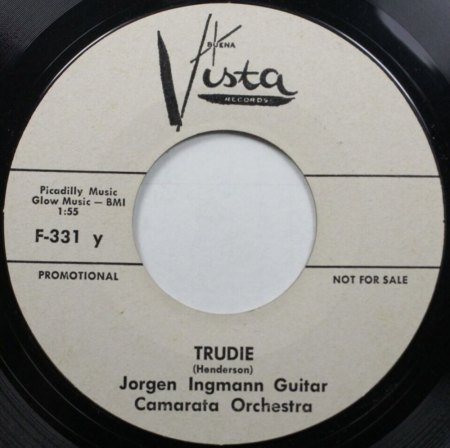 BUENA
Vista
RECORDS
Picadilly Music
Glow Music — BMI
1:55
F-331 y
PROMOTIONAL
NOT FOR SALE
TRUDIE
(Henderson)
Jorgen Ingmann Guitar
Camarata Orchestra